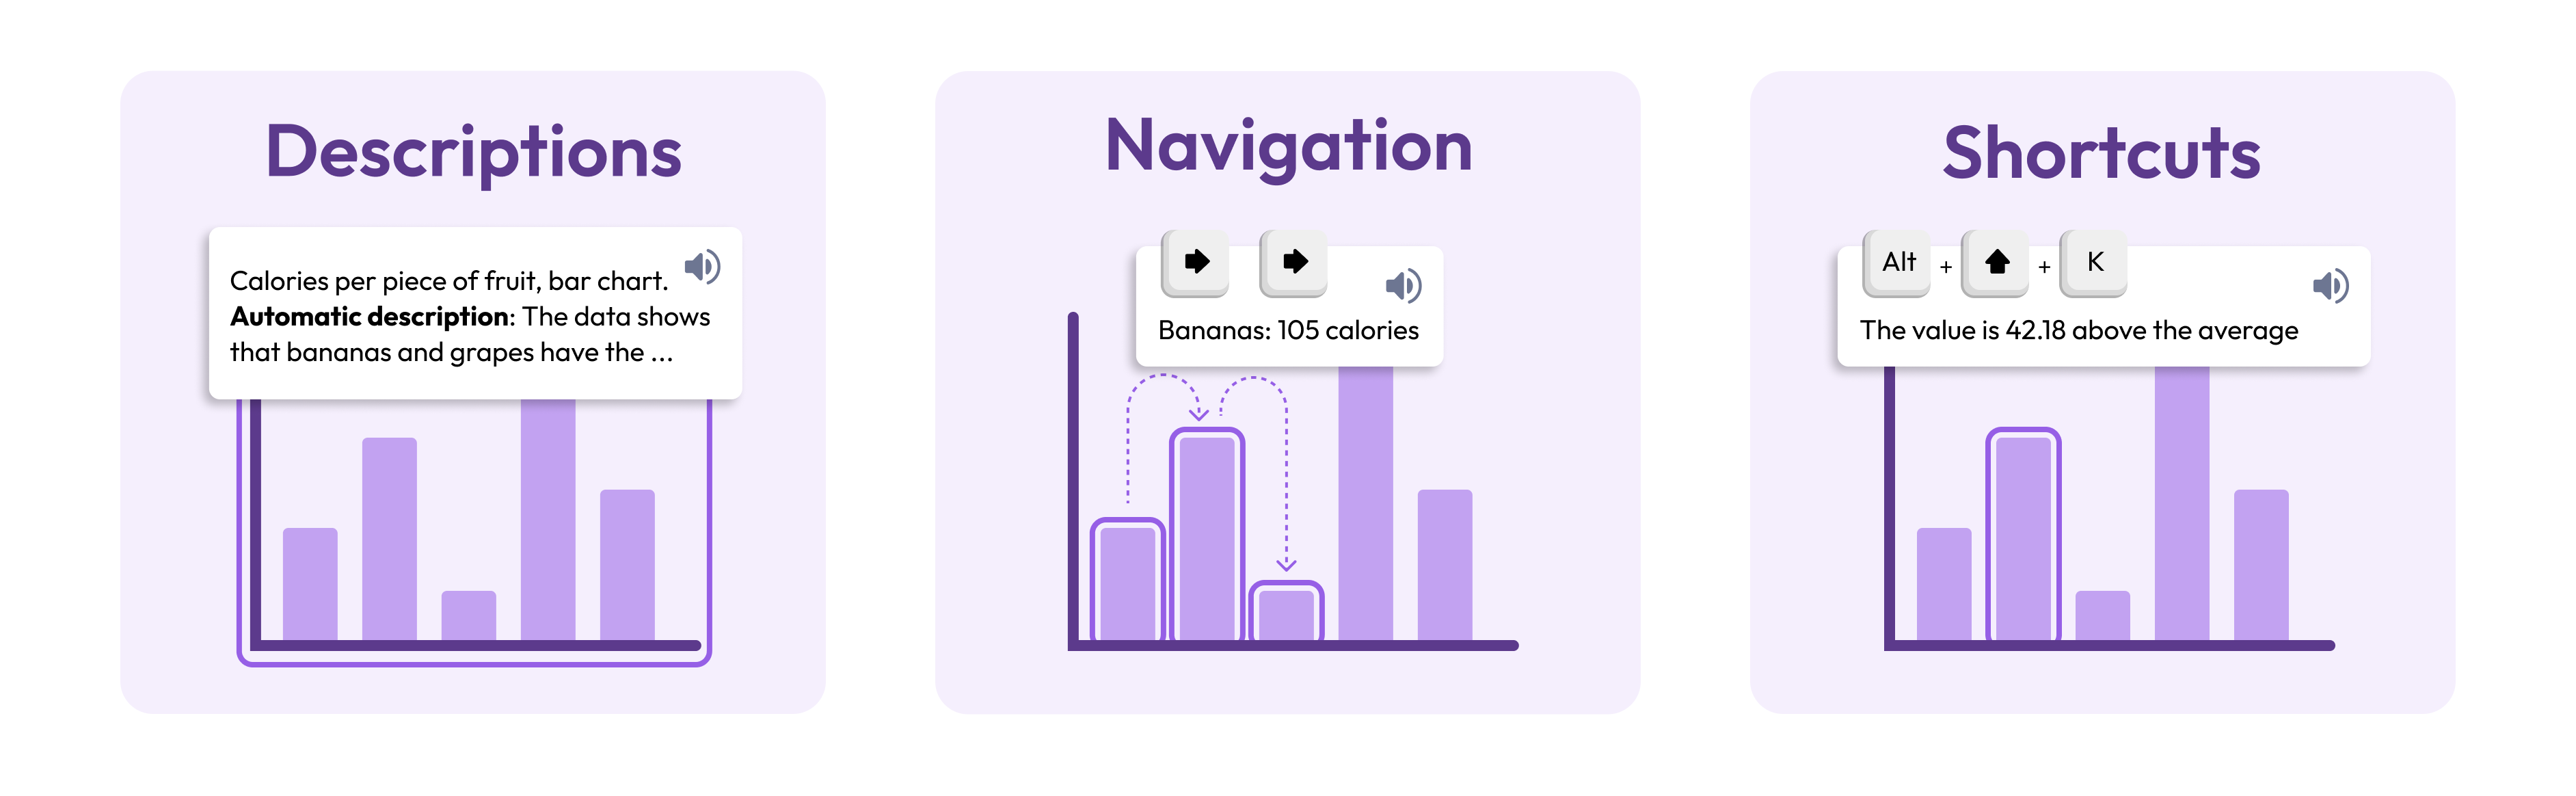 Descriptions
Calories per piece of fruit, bar chart.
Automatic description: The data shows
that bananas and grapes have the ...
Navigation
Bananas: 105 calories
Shortcuts
Alt + + K
The value is 42.18 above the average